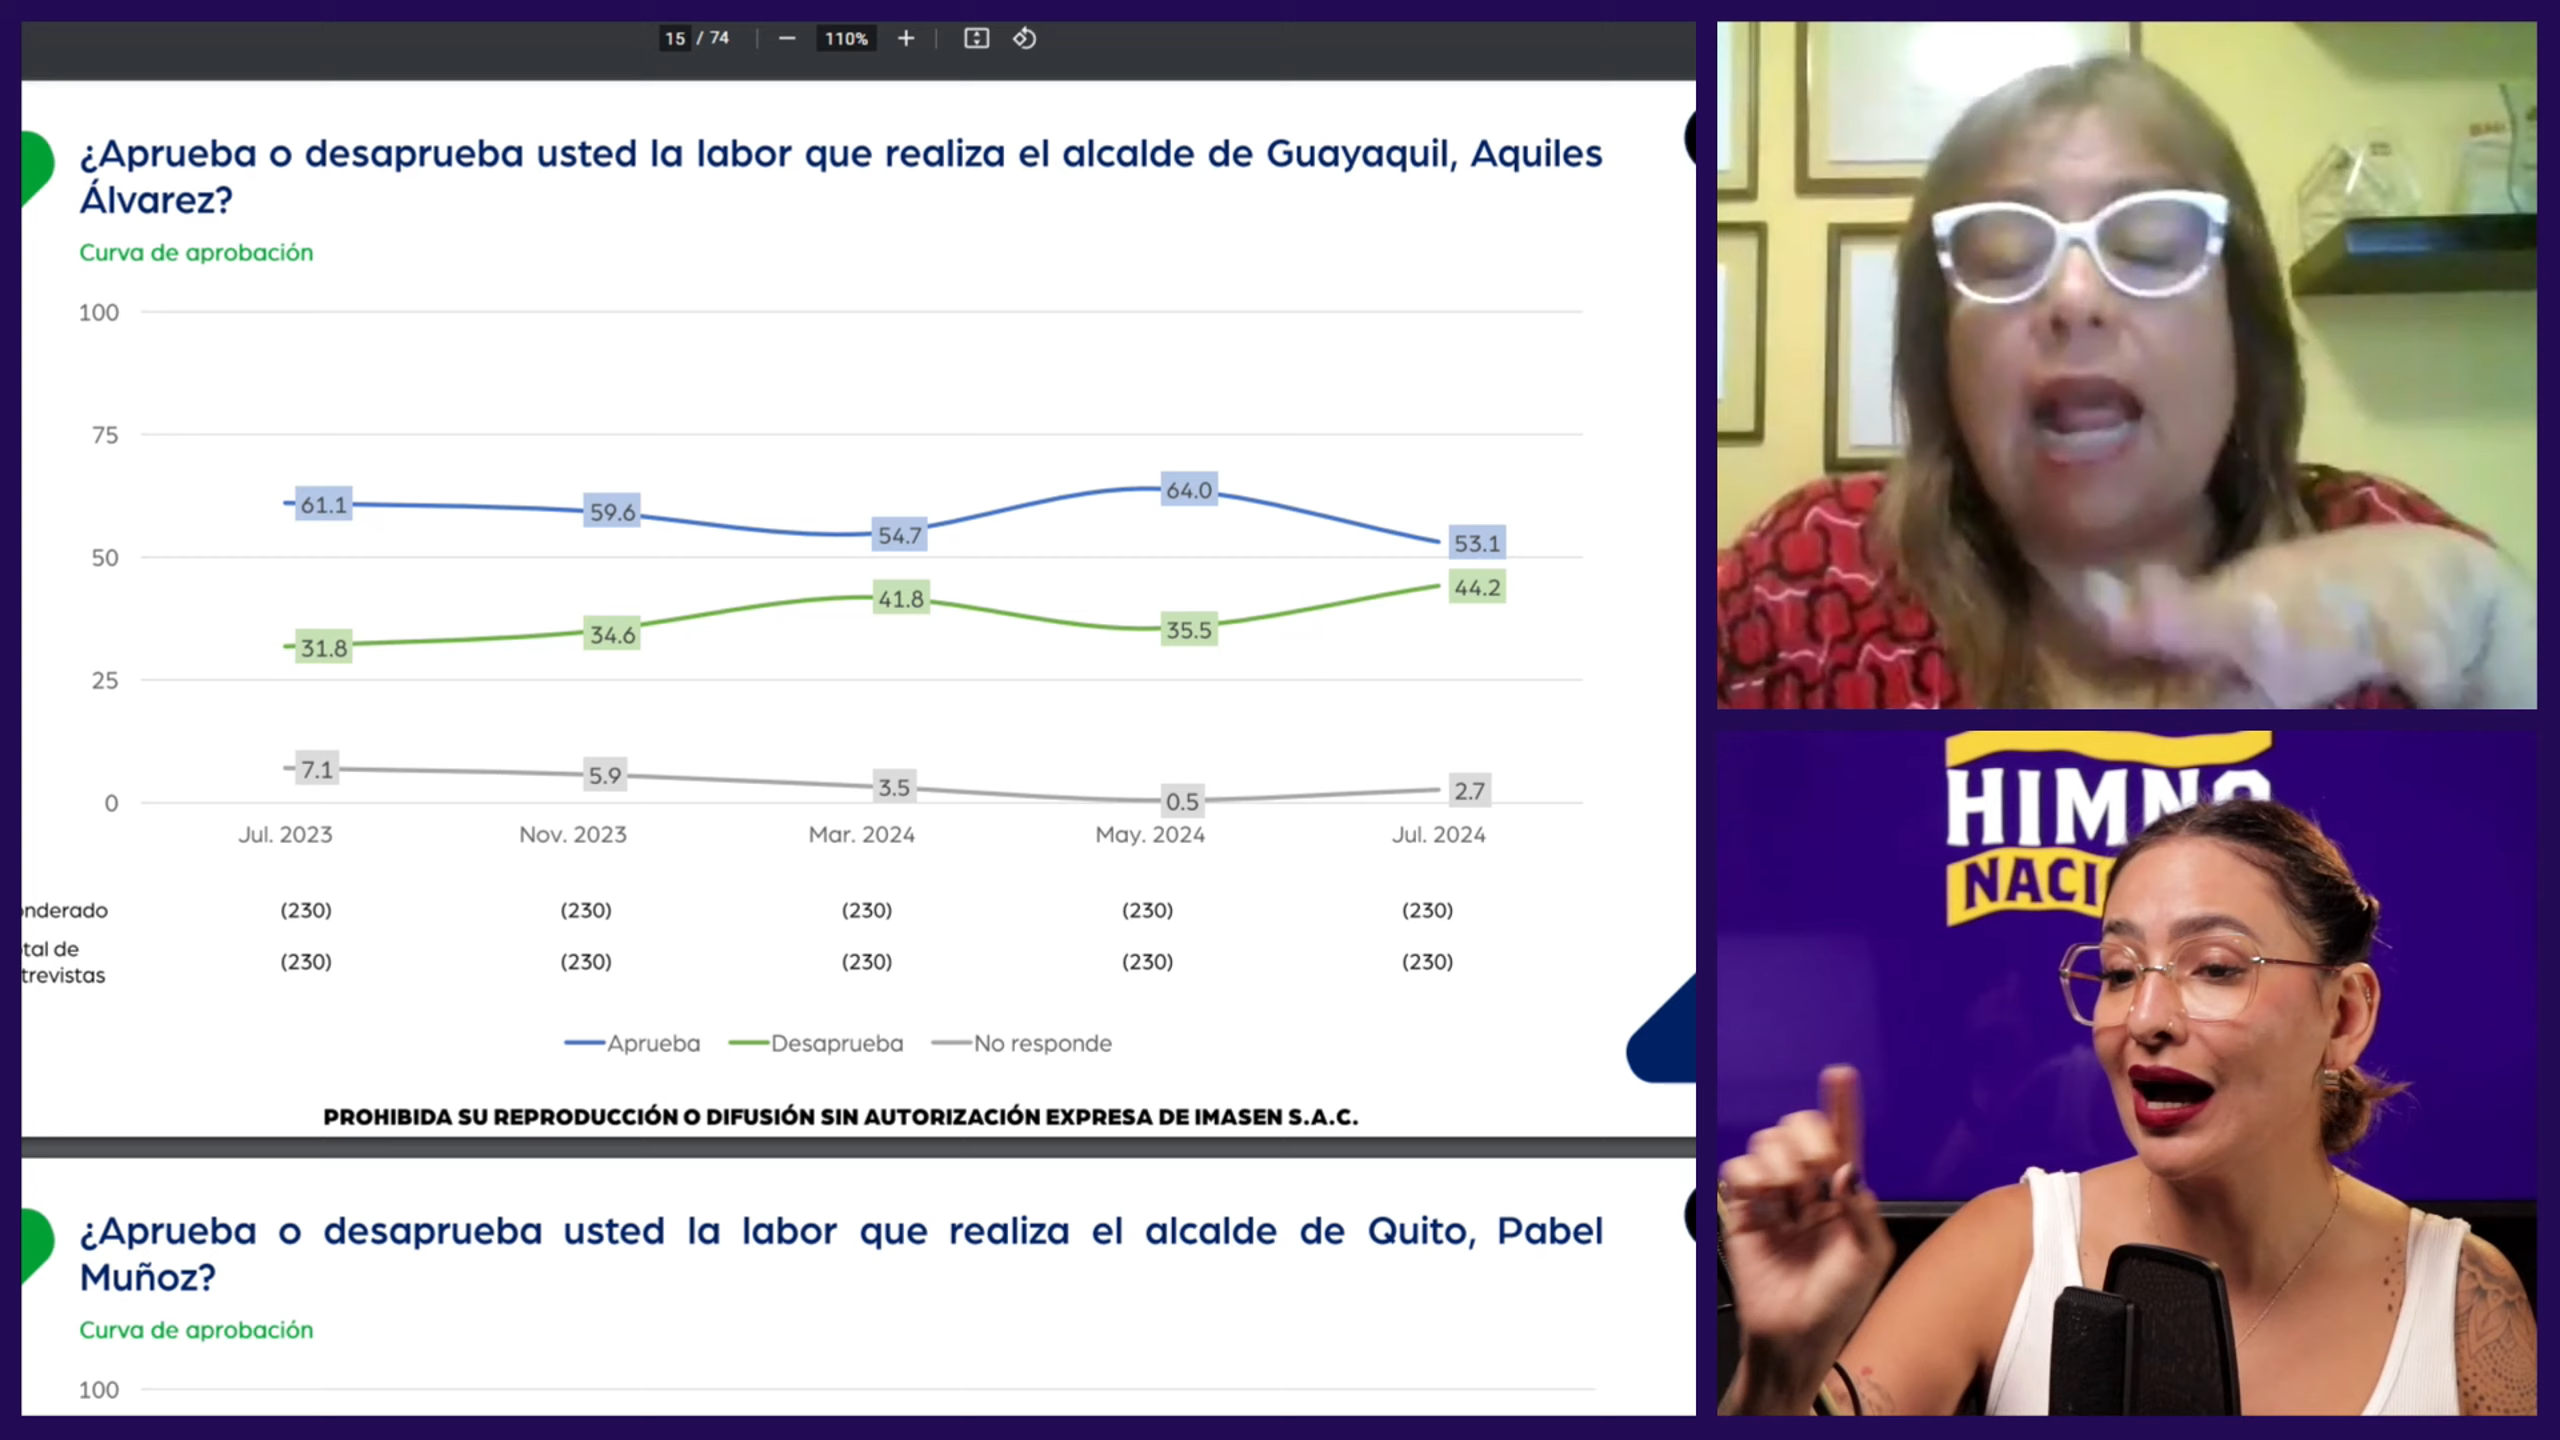 15 / 74 110%
¿Aprueba o desaprueba usted la labor que realiza el alcalde de Guayaquil, Aquiles
Álvarez?
Curva de aprobación
100
75
50
25
0
61.1 59.6 54.7 64.0 53.1
31.8 34.6 41.8 35.5 44.2
7.1 5.9 3.5 0.5 2.7
Jul. 2023 Nov. 2023 Mar. 2024 May. 2024 Jul. 2024
nderado (230) (230) (230) (230) (230)
tal de
trevistas (230) (230) (230) (230) (230)
Aprueba Desaprueba No responde
PROHIBIDA SU REPRODUCCIÓN O DIFUSIÓN SIN AUTORIZACIÓN EXPRESA DE IMASEN S.A.C.
¿Aprueba o desaprueba usted la labor que realiza el alcalde de Quito, Pabel
Muñoz?
Curva de aprobación
100
HIMNO
NACI